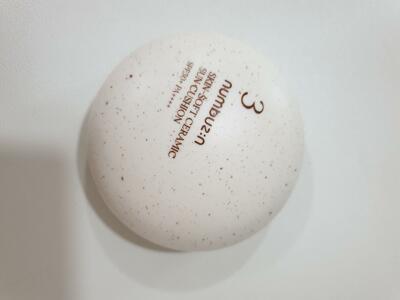 3
numbuz:n
SKIN-SOFT CERAMIC
SUN CUSHION
SPF50+ PA++++